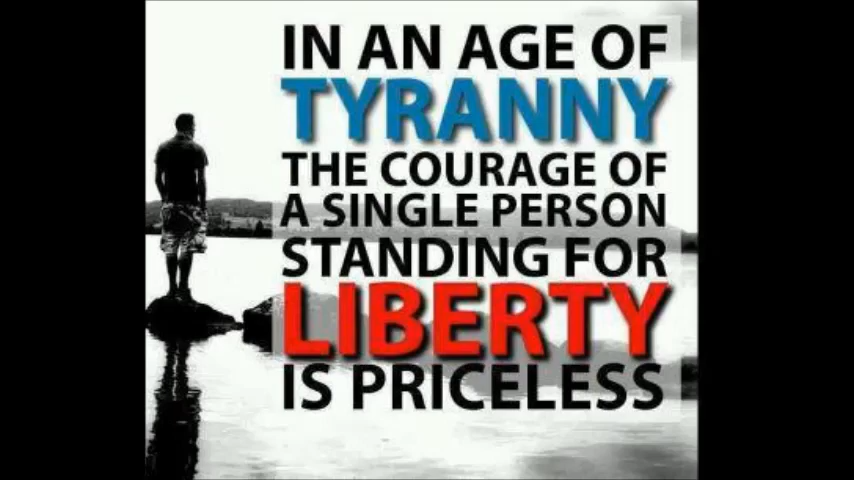 IN AN AGE OF
TYRANNY
THE COURAGE OF
A SINGLE PERSON
STANDING FOR
LIBERTY
IS PRICELESS